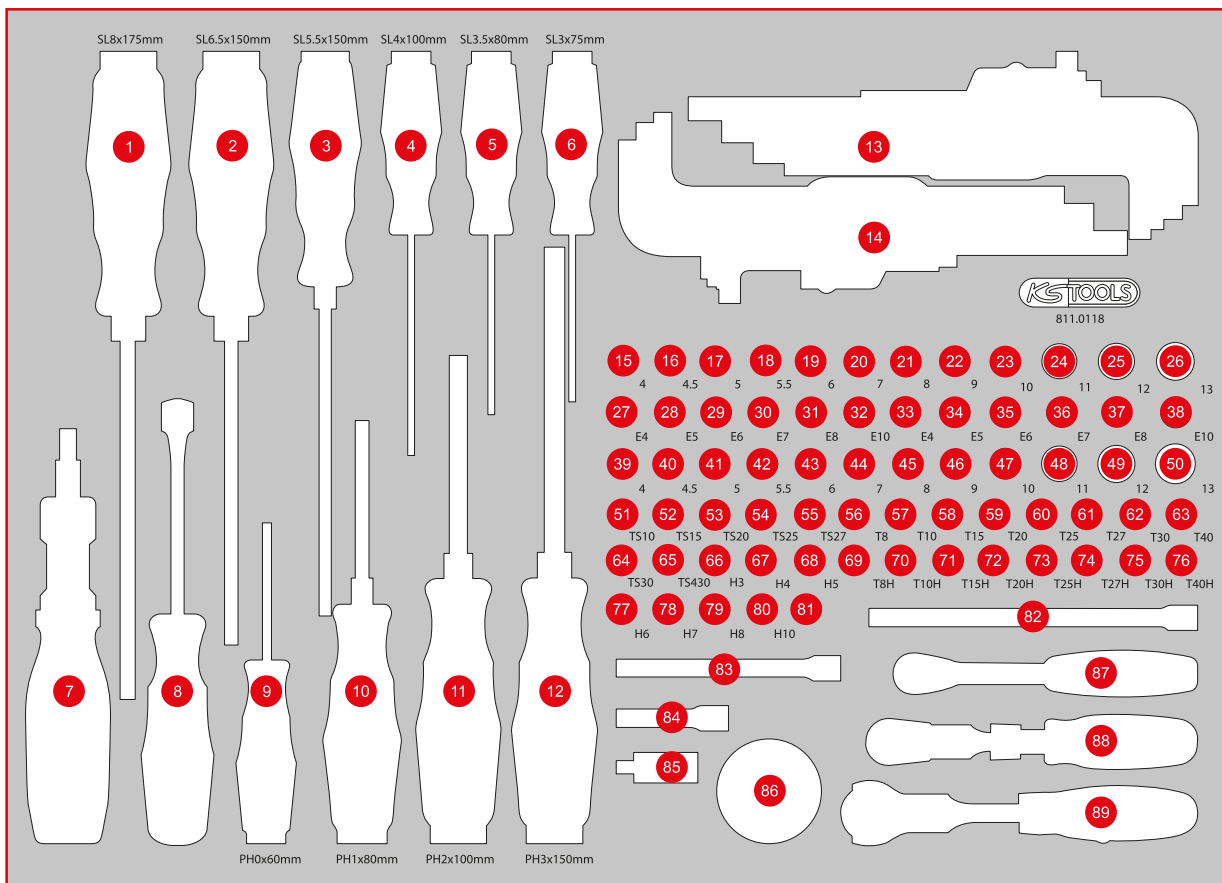 SL8x175mm SL6.5x150mm SL5.5x150mm SL4x100mm SL3.5x80mm SL3x75mm
1 2 3 4 5 6 13
14
KS TOOLS
811.0118
15 16 17 18 19 20 21 22 23 24 25 26
4 4.5 5 5.5 6 7 8 9 10 11 12 13
27 28 29 30 31 32 33 34 35 36 37 38
E4 E5 E6 E7 E8 E10 E4 E5 E6 E7 E8 E10
39 40 41 42 43 44 45 46 47 48 49 50
4 4.5 5 5.5 6 7 8 9 10 11 12 13
51 52 53 54 55 56 57 58 59 60 61 62 63
TS10 TS15 TS20 TS25 TS27 T8 T10 T15 T20 T25 T27 T30 T40
64 65 66 67 68 69 70 71 72 73 74 75 76
TS30 TS430 H3 H4 H5 T8H T10H T15H T20H T25H T27H T30H T40H
77 78 79 80 81 82
H6 H7 H8 H10
83
7 8 9 10 11 12 87
84
88
85
86
89
PH0x60mm PH1x80mm PH2x100mm PH3x150mm